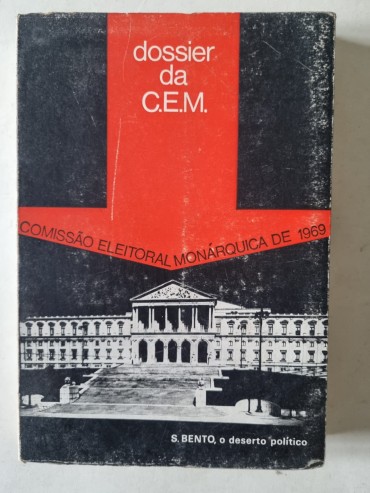 dossier
da
C.E.M.
COMISSÃO ELEITORAL MONÁRQUICA DE 1969
S. BENTO, o deserto político